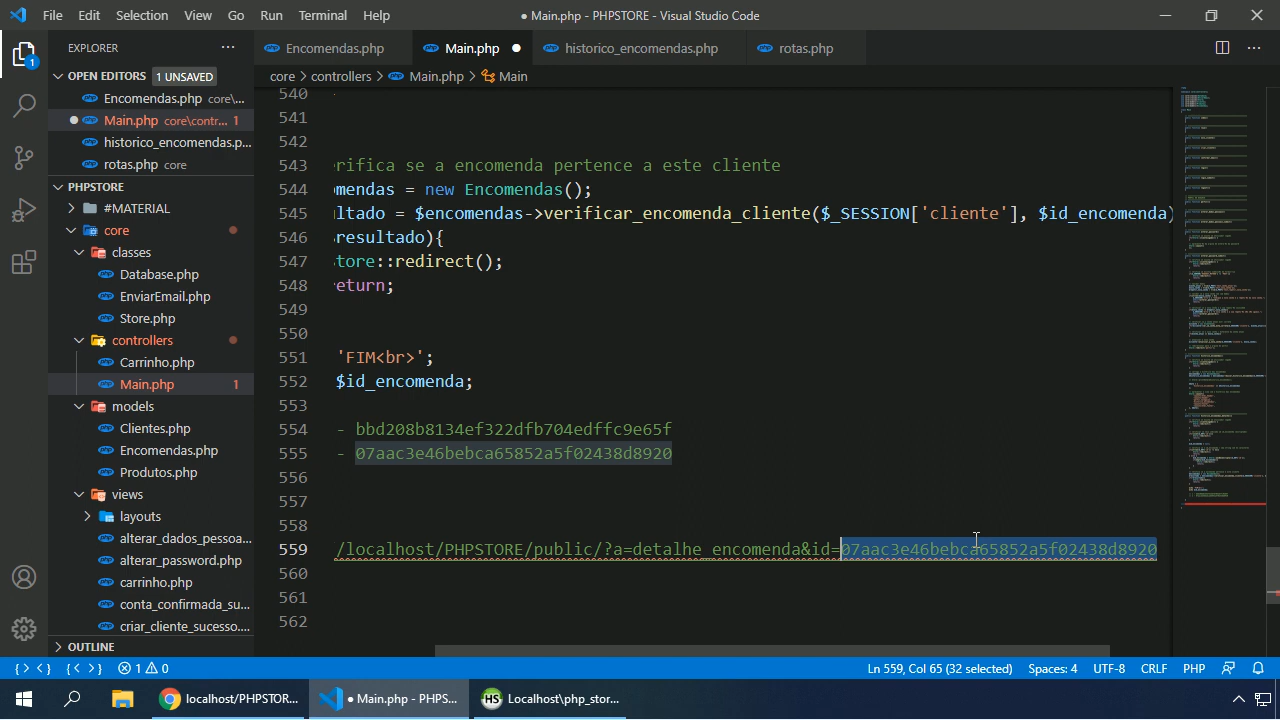 File Edit Selection View Go Run Terminal Help
● Main.php - PHPSTORE - Visual Studio Code
EXPLORER
Encomendas.php
Main.php
historico_encomendas.php
rotas.php
OPEN EDITORS 1 UNSAVED
core > controllers > Main.php > Main
Encomendas.php core\...
Main.php core\contr... 1
historico_encomendas.p...
rotas.php core
PHPSTORE
#MATERIAL
core
classes
Database.php
EnviarEmail.php
Store.php
controllers
Carrinho.php
Main.php 1
models
Clientes.php
Encomendas.php
Produtos.php
views
layouts
alterar_dados_pessoa...
alterar_password.php
carrinho.php
conta_confirmada_su...
criar_cliente_sucesso....
OUTLINE
540
541
542
543 rifica se a encomenda pertence a este cliente
544 omendas = new Encomendas();
545 ltado = $encomendas->verificar_encomenda_cliente($_SESSION['cliente'], $id_encomenda)
546 resultado){
547 tore::redirect();
548 eturn;
549
550
551 'FIM<br>';
552 $id_encomenda;
553
554 - bbd208b8134ef322dfb704edffc9e65f
555 - 07aac3e46bebca65852a5f02438d8920
556
557
558
559 /localhost/PHPSTORE/public/?a=detalhe_encomenda&id=07aac3e46bebca65852a5f02438d8920
560
561
562
1 0 Ln 559, Col 65 (32 selected) Spaces: 4 UTF-8 CRLF PHP
localhost/PHPSTOR... ● Main.php - PHPS... Localhost\php_stor...